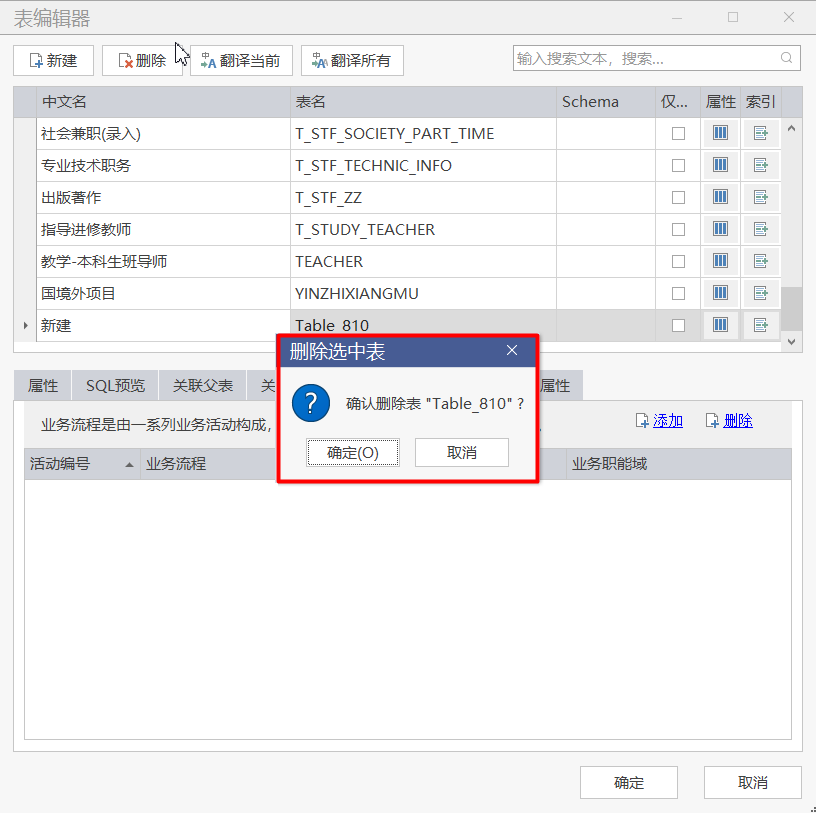 表编辑器
新建 删除 翻译当前 翻译所有 输入搜索文本，搜索...
中文名 表名 Schema 仅... 属性 索引
社会兼职(录入) T_STF_SOCIETY_PART_TIME
专业技术职务 T_STF_TECHNIC_INFO
出版著作 T_STF_ZZ
指导进修教师 T_STUDY_TEACHER
教学-本科生班导师 TEACHER
国境外项目 YINZHIXIANGMU
新建 Table_810
删除选中表
确认删除表 "Table_810" ?
确定(O) 取消
属性 SQL预览 关联父表 关 属性
业务流程是由一系列业务活动构成， 添加 删除
活动编号 业务流程 业务职能域
确定 取消